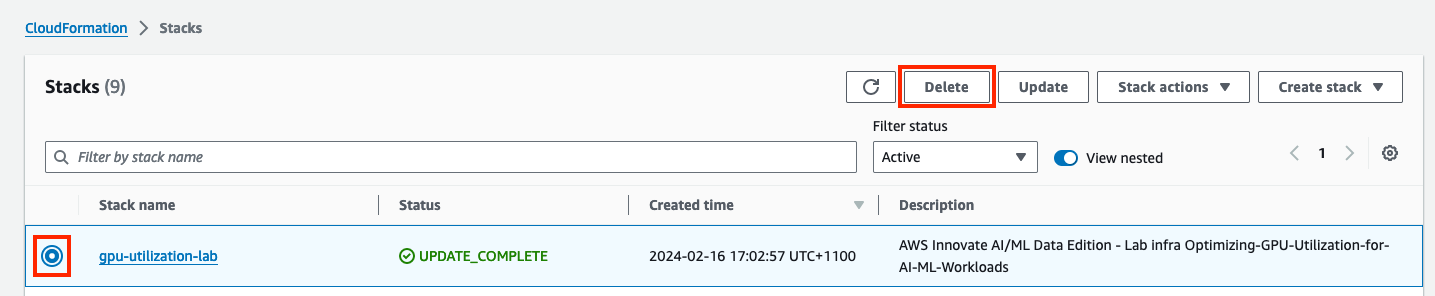 CloudFormation > Stacks
Stacks (9)
Delete
Update
Stack actions
Create stack
Filter status
Filter by stack name
Active
View nested
1
Stack name
Status
Created time
Description
gpu-utilization-lab
UPDATE_COMPLETE
2024-02-16 17:02:57 UTC+1100
AWS Innovate AI/ML Data Edition - Lab infra Optimizing-GPU-Utilization-for-
AI-ML-Workloads